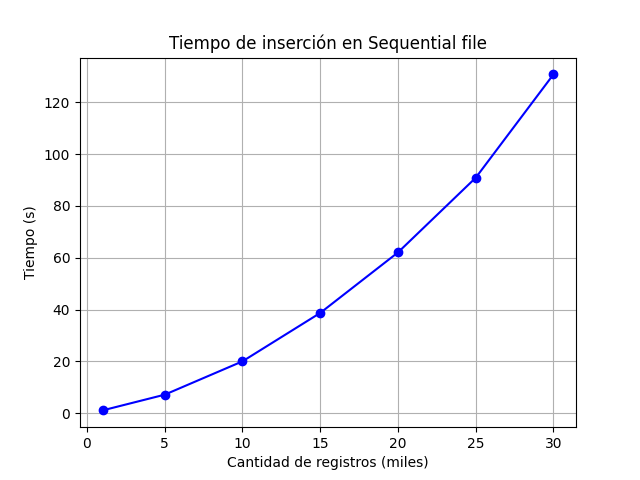 Tiempo de inserción en Sequential file
120
100
80
60
40
20
0
Tiempo (s)
0 5 10 15 20 25 30
Cantidad de registros (miles)